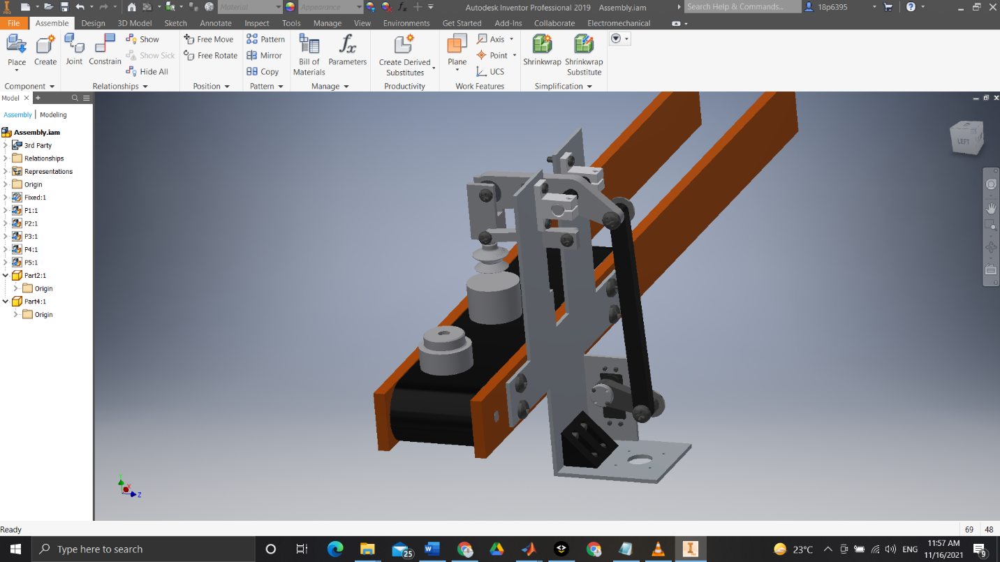 Material
Appearance
Autodesk Inventor Professional 2019 Assembly.iam
Search Help & Commands...
18p6395
PRO
File Assemble Design 3D Model Sketch Annotate Inspect Tools Manage View Environments Get Started Add-Ins Collaborate Electromechanical
Place
Create
Joint
Constrain
Show
Show Sick
Hide All
Free Move
Free Rotate
Pattern
Mirror
Copy
Bill of
Materials
Parameters
Create Derived
Substitutes
Plane
Axis
Point
UCS
Shrinkwrap
Shrinkwrap
Substitute
Component
Relationships
Position
Pattern
Manage
Productivity
Work Features
Simplification
Model
Assembly | Modeling
Assembly.iam
3rd Party
Relationships
Representations
Origin
Fixed:1
P1:1
P2:1
P3:1
P4:1
P5:1
Part2:1
Origin
Part4:1
Origin
LEFT
Y
X
Z
Ready
69 48
Type here to search
25
23°C
ENG
11:57 AM
11/16/2021
9